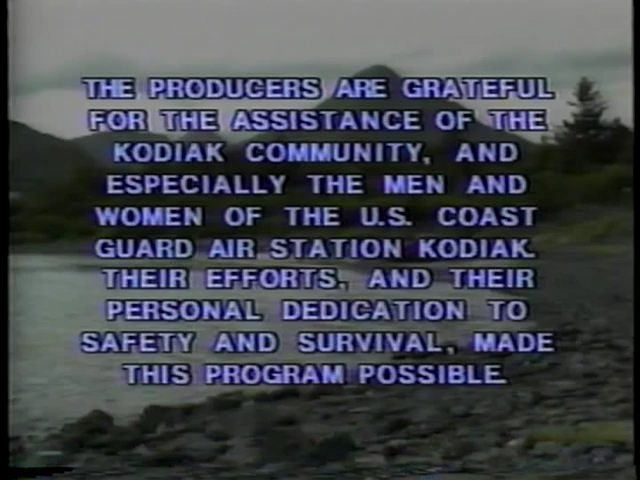 THE PRODUCERS ARE GRATEFUL
FOR THE ASSISTANCE OF THE
KODIAK COMMUNITY, AND
ESPECIALLY THE MEN AND
WOMEN OF THE U.S. COAST
GUARD AIR STATION KODIAK.
THEIR EFFORTS, AND THEIR
PERSONAL DEDICATION TO
SAFETY AND SURVIVAL, MADE
THIS PROGRAM POSSIBLE.